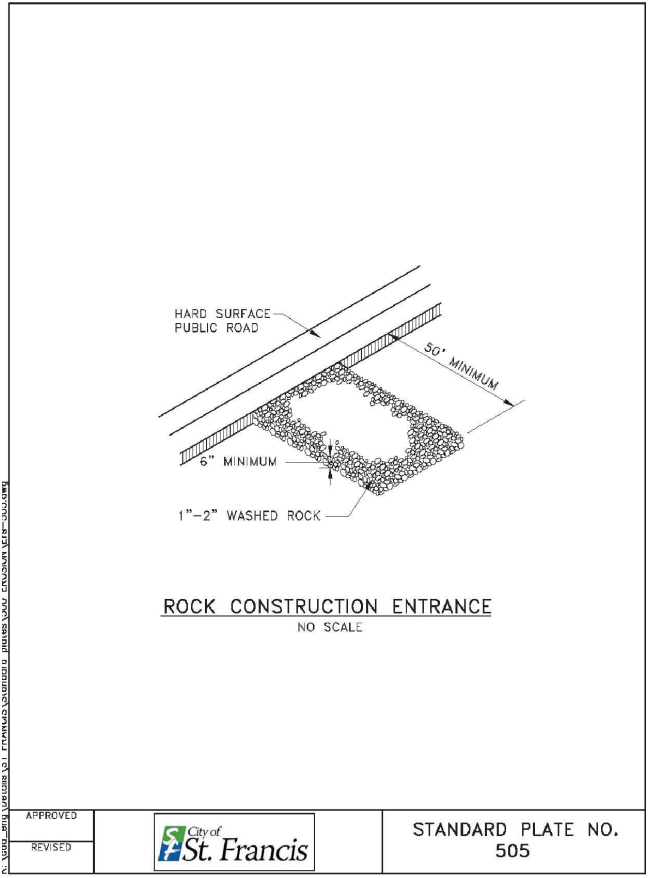 HARD SURFACE
PUBLIC ROAD
50' MINIMUM
6" MINIMUM
1"-2" WASHED ROCK
ROCK CONSTRUCTION ENTRANCE
NO SCALE
APPROVED
REVISED
City of
St. Francis
STANDARD PLATE NO.
505